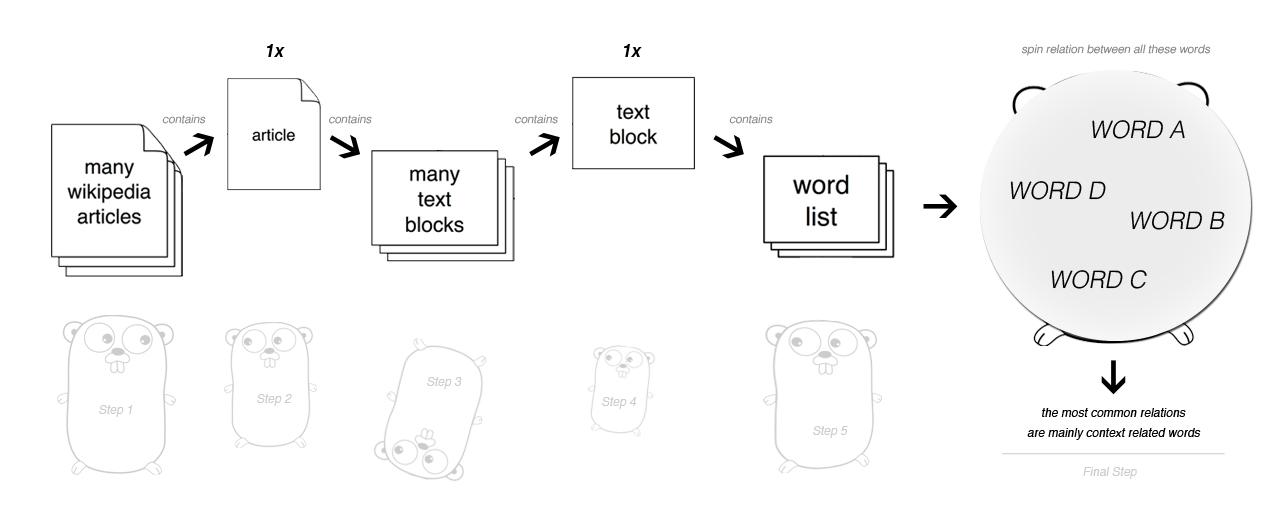 1x
1x
spin relation between all these words
contains
contains
contains
contains
many
wikipedia
articles
article
many
text
blocks
text
block
word
list
WORD A
WORD D
WORD B
WORD C
Step 1
Step 2
Step 3
Step 4
Step 5
the most common relations
are mainly context related words
Final Step